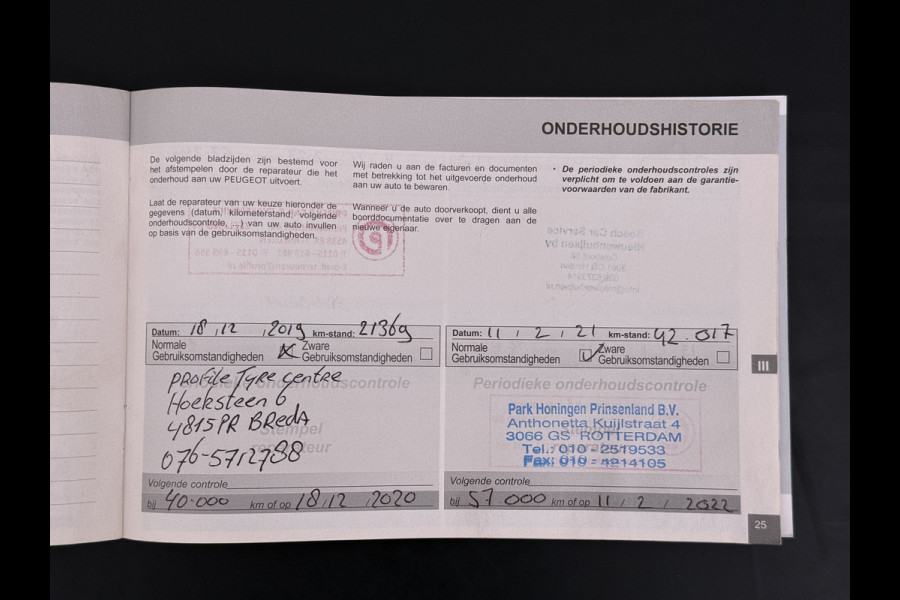 ONDERHOUDSHISTORIE
De volgende bladzijden zijn bestemd voor
het afstempelen door de reparateur die het
onderhoud aan uw PEUGEOT uitvoert.
Laat de reparateur van uw keuze hieronder de
gegevens (datum, kilometerstand, volgende
onderhoudscontrole, ...) van uw auto invullen
op basis van de gebruiksomstandigheden.
Wij raden u aan de facturen en documenten
met betrekking tot het uitgevoerde onderhoud
aan uw auto te bewaren.
Wanneer u de auto doorverkoopt, dient u alle
boorddocumentatie over te dragen aan de
nieuwe eigenaar.
• De periodieke onderhoudscontroles zijn
verplicht om te voldoen aan de garantie-
voorwaarden van de fabrikant.
Datum: 18 / 12 / 2019 km-stand: 21369
Normale Gebruiksomstandigheden
Zware Gebruiksomstandigheden
Periodieke onderhoudscontrole
PROFile Tyre centre
Hoeksteen 6
4815 PR BRedA
076-5712788
Stempel
reparateur
Volgende controle
bij 40.000 km of op 18 / 12 / 2020
Datum: 11 / 2 / 21 km-stand: 42.017
Normale Gebruiksomstandigheden
Zware Gebruiksomstandigheden
Periodieke onderhoudscontrole
Park Honingen Prinsenland B.V.
Anthonetta Kuijlstraat 4
3066 GS ROTTERDAM
Tel.: 010 - 2519533
Fax: 010 - 4214105
Volgende controle
bij 57.000 km of op 11 / 2 / 2022
III
25